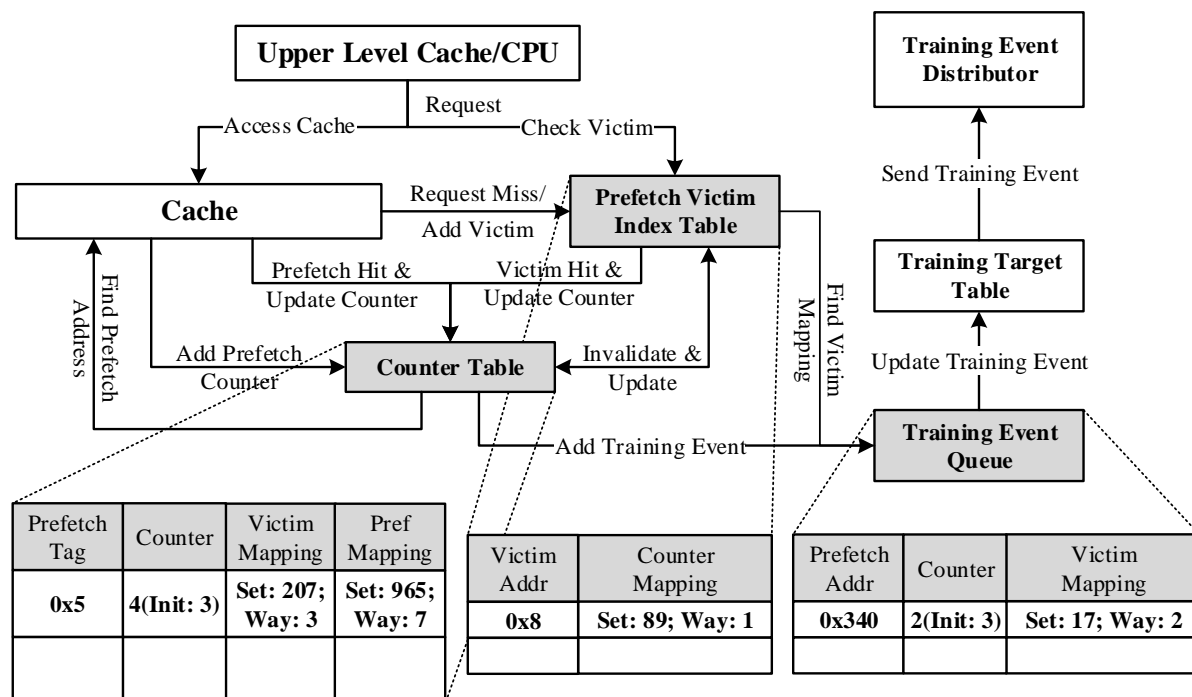 Upper Level Cache/CPU
Training Event
Distributor
Request
Access Cache
Check Victim
Send Training Event
Cache
Request Miss/
Add Victim
Prefetch Victim
Index Table
Training Target
Table
Find Prefetch
Address
Prefetch Hit &
Update Counter
Victim Hit &
Update Counter
Find Victim
Mapping
Add Prefetch
Counter
Counter Table
Invalidate &
Update
Update Training Event
Add Training Event
Training Event
Queue
Prefetch
Tag
Counter
Victim
Mapping
Pref
Mapping
0x5
4(Init: 3)
Set: 207;
Way: 3
Set: 965;
Way: 7
Victim
Addr
Counter
Mapping
0x8
Set: 89; Way: 1
Prefetch
Addr
Counter
Victim
Mapping
0x340
2(Init: 3)
Set: 17; Way: 2